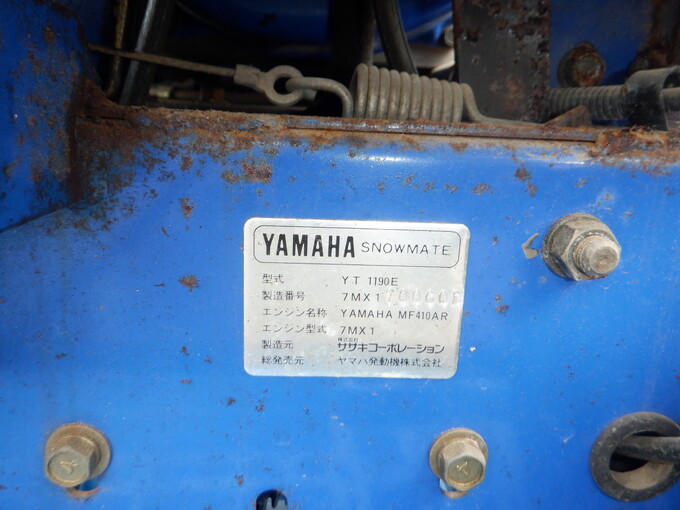 YAMAHA SNOWMATE
型式 YT 1190E
製造番号 7MX1
エンジン名称 YAMAHA MF410AR
エンジン型式 7MX1
製造元 株式会社 ササキコーポレーション
総発売元 ヤマハ発動機株式会社